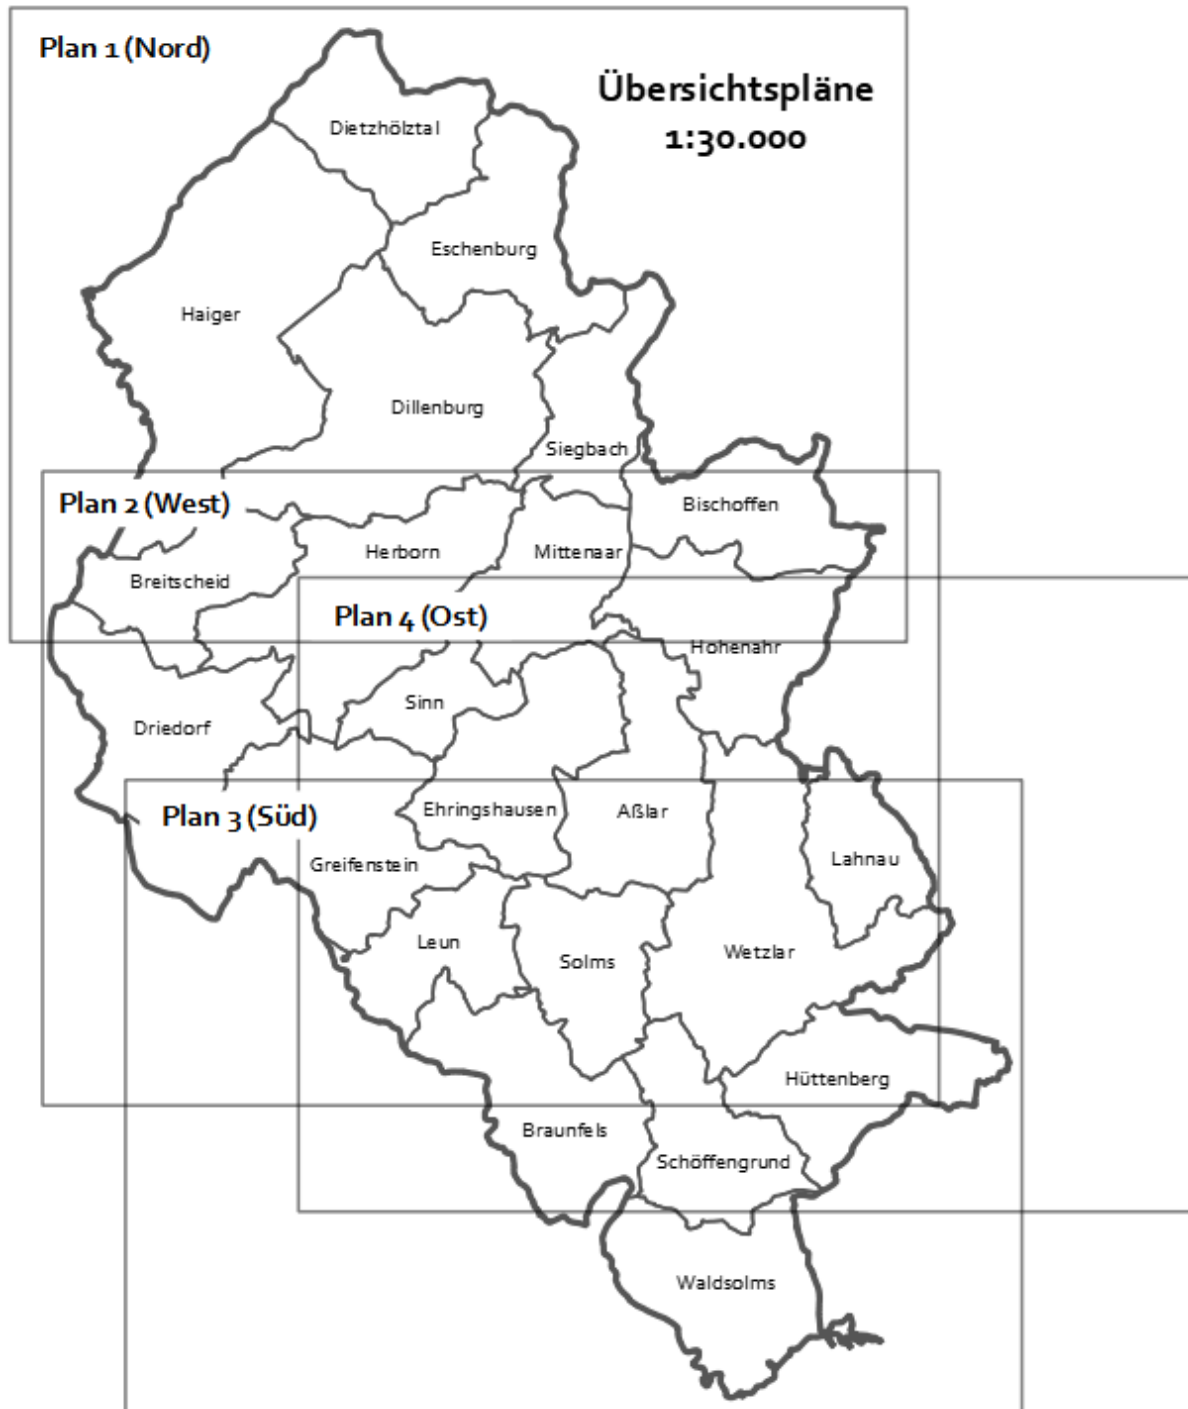 Plan 1 (Nord)
Übersichtspläne
1:30.000
Dietzhölztal
Eschenburg
Haiger
Dillenburg
Siegbach
Plan 2 (West)
Bischoffen
Herborn
Mittenaar
Breitscheid
Plan 4 (Ost)
Hohenahr
Sinn
Driedorf
Plan 3 (Süd)
Ehringshausen
Aßlar
Greifenstein
Lahnau
Leun
Solms
Wetzlar
Hüttenberg
Braunfels
Schöffengrund
Waldsolms